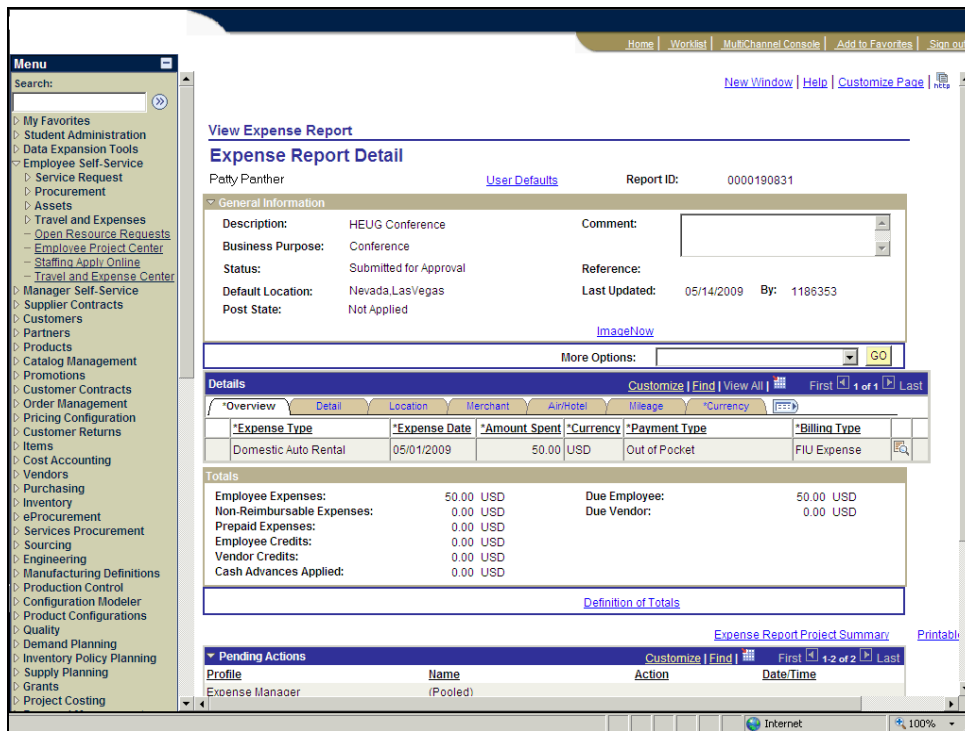 Home | Worklist | MultiChannel Console | Add to Favorites | Sign out
Menu
Search:
New Window | Help | Customize Page | http
My Favorites
Student Administration
Data Expansion Tools
Employee Self-Service
Service Request
Procurement
Assets
Travel and Expenses
Open Resource Requests
Employee Project Center
Staffing Apply Online
Travel and Expense Center
Manager Self-Service
Supplier Contracts
Customers
Partners
Products
Catalog Management
Promotions
Customer Contracts
Order Management
Pricing Configuration
Customer Returns
Items
Cost Accounting
Vendors
Purchasing
Inventory
eProcurement
Services Procurement
Sourcing
Engineering
Manufacturing Definitions
Production Control
Configuration Modeler
Product Configurations
Quality
Demand Planning
Inventory Policy Planning
Supply Planning
Grants
Project Costing
View Expense Report
Expense Report Detail
Patty Panther User Defaults Report ID: 0000190831
General Information
Description: HEUG Conference Comment:
Business Purpose: Conference
Status: Submitted for Approval Reference:
Default Location: Nevada,LasVegas Last Updated: 05/14/2009 By: 1186353
Post State: Not Applied
ImageNow
More Options: GO
Details Customize | Find | View All | First 1 of 1 Last
*Overview Detail Location Merchant Air/Hotel Mileage *Currency
*Expense Type *Expense Date *Amount Spent *Currency *Payment Type *Billing Type
Domestic Auto Rental 05/01/2009 50.00 USD Out of Pocket FIU Expense
Totals
Employee Expenses: 50.00 USD Due Employee: 50.00 USD
Non-Reimbursable Expenses: 0.00 USD Due Vendor: 0.00 USD
Prepaid Expenses: 0.00 USD
Employee Credits: 0.00 USD
Vendor Credits: 0.00 USD
Cash Advances Applied: 0.00 USD
Definition of Totals
Expense Report Project Summary Printable
Pending Actions Customize | Find | First 1-2 of 2 Last
Profile Name Action Date/Time
Expense Manager (Pooled)
Internet 100%